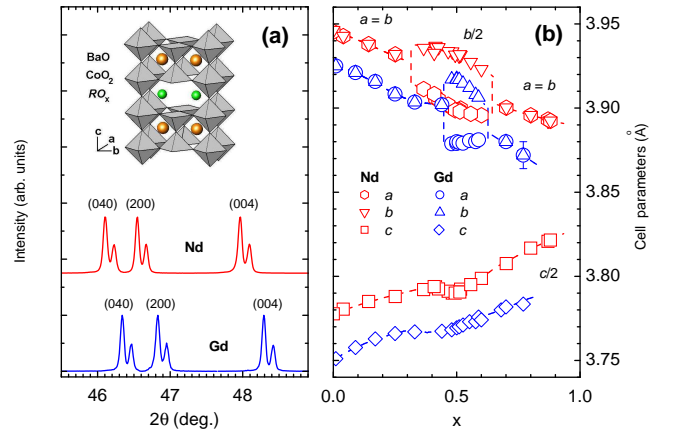 (a)
BaO
CoO2
ROx
c
a
b
Intensity (arb. units)
(040) (200) (004)
Nd
(040) (200) (004)
Gd
46 47 48
2θ (deg.)
(b)
a = b
b/2
a = b
Nd Gd
a a
b b
c c
c/2
3.95
3.90
3.85
3.80
3.75
Cell parameters (Å)
0.0 0.5 1.0
x